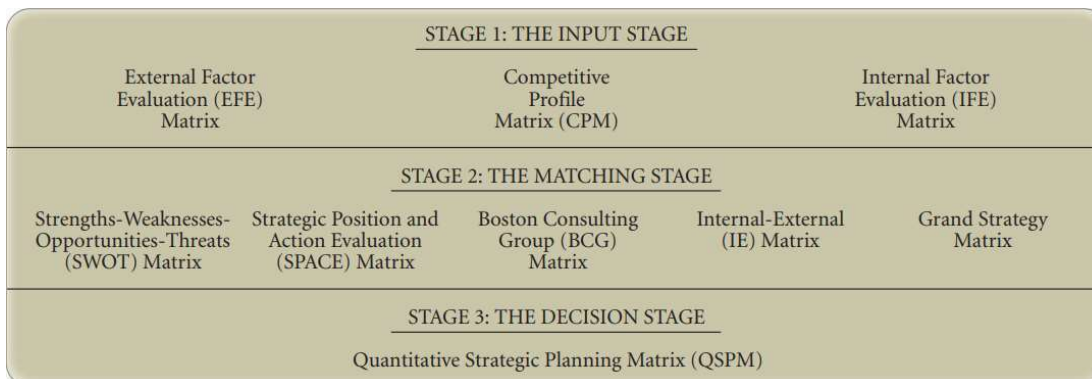 STAGE 1: THE INPUT STAGE
External Factor
Evaluation (EFE)
Matrix
Competitive
Profile
Matrix (CPM)
Internal Factor
Evaluation (IFE)
Matrix
STAGE 2: THE MATCHING STAGE
Strengths-Weaknesses-
Opportunities-Threats
(SWOT) Matrix
Strategic Position and
Action Evaluation
(SPACE) Matrix
Boston Consulting
Group (BCG)
Matrix
Internal-External
(IE) Matrix
Grand Strategy
Matrix
STAGE 3: THE DECISION STAGE
Quantitative Strategic Planning Matrix (QSPM)